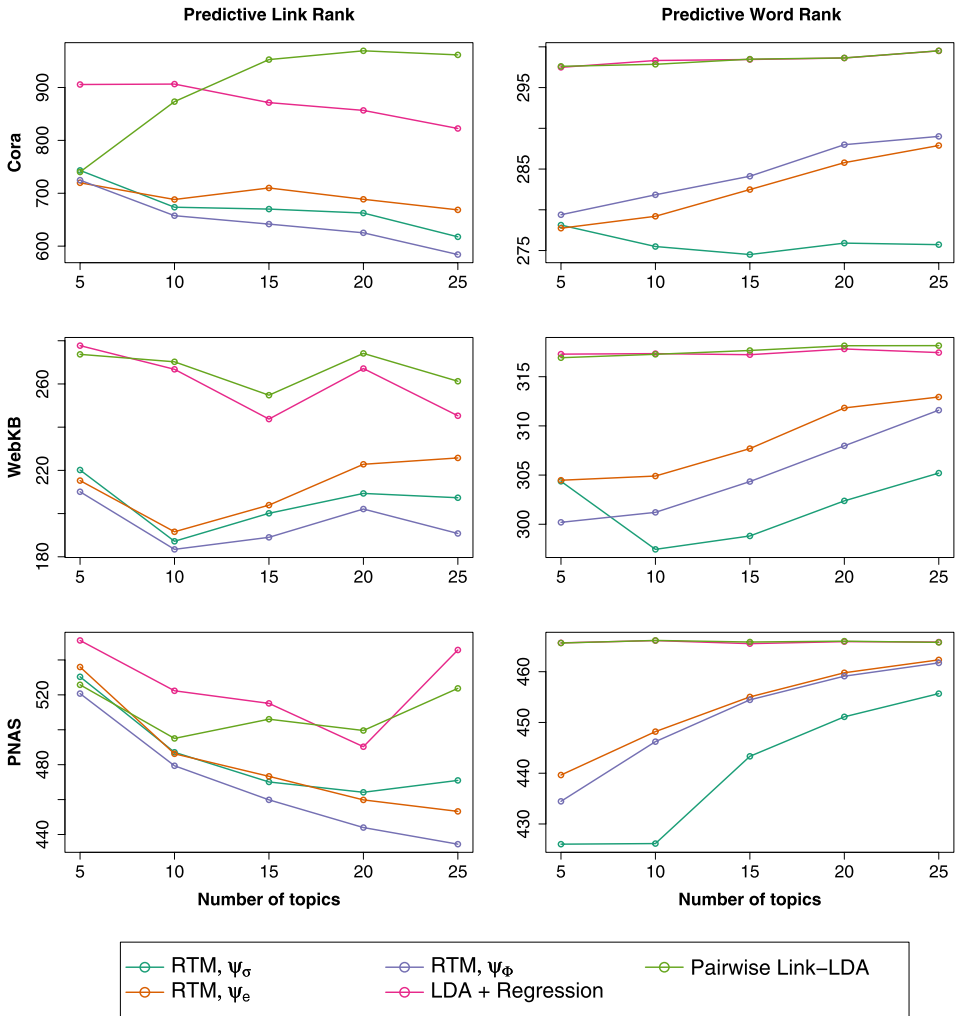 Predictive Link Rank
Predictive Word Rank
Cora
600 700 800 900
5 10 15 20 25
275 285 295
5 10 15 20 25
WebKB
180 220 260
5 10 15 20 25
300 305 310 315
5 10 15 20 25
PNAS
440 480 520
5 10 15 20 25
430 440 450 460
5 10 15 20 25
Number of topics
Number of topics
RTM, ψσ
RTM, ψΦ
Pairwise Link−LDA
RTM, ψe
LDA + Regression